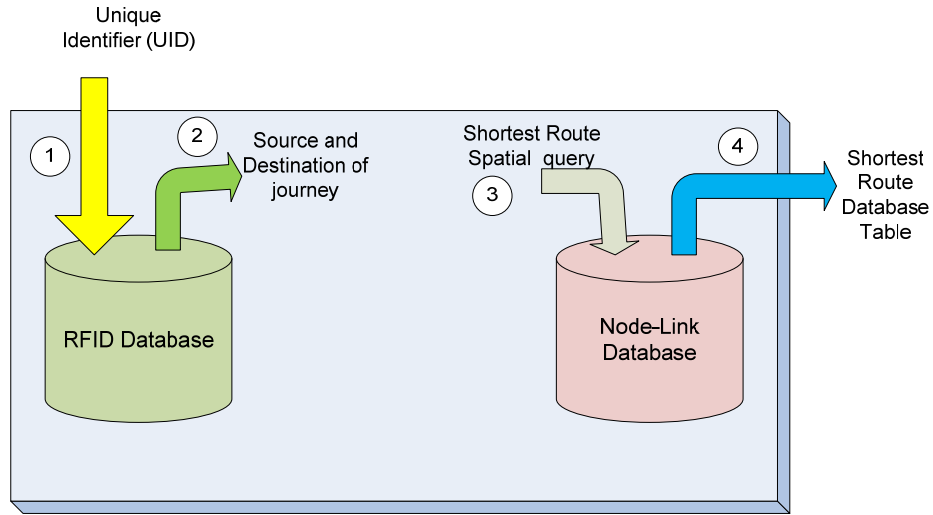 Unique
Identifier (UID)
1
2
Source and
Destination of
journey
Shortest Route
Spatial query
3
4
Shortest
Route
Database
Table
RFID Database
Node-Link
Database